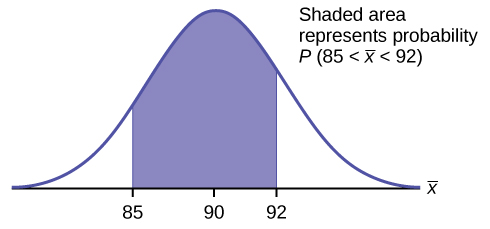 Shaded area
represents probability
P (85 < x̅ < 92)
x̅
85 90 92